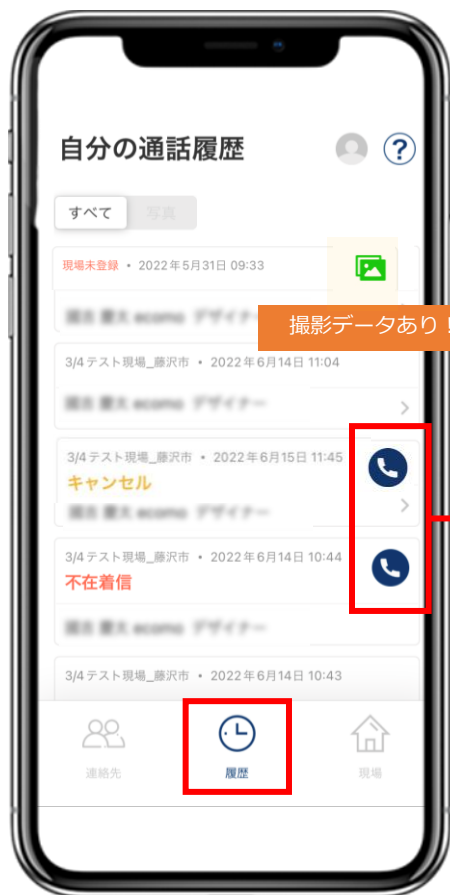 自分の通話履歴
?
すべて
写真
現場未登録 • 2022年5月31日 09:33
撮影データあり!
3/4テスト現場_藤沢市 • 2022年6月14日 11:04
3/4テスト現場_藤沢市 • 2022年6月15日 11:45
キャンセル
3/4テスト現場_藤沢市 • 2022年6月14日 10:44
不在着信
3/4テスト現場_藤沢市 • 2022年6月14日 10:43
連絡先
履歴
現場